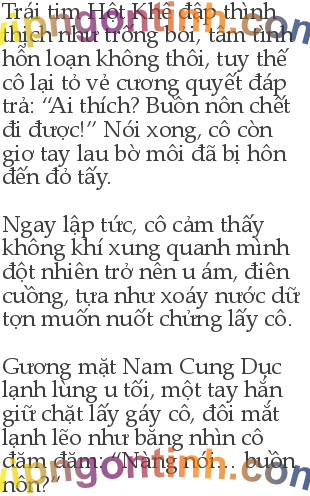 Trái tim Hột Khê đập thình
thịch như trống bỏi, tâm tình
hỗn loạn không thôi, tuy thế
cô lại tỏ vẻ cương quyết đáp
trả: “Ai thích? Buồn nôn chết
đi được!” Nói xong, cô còn
giơ tay lau bờ môi đã bị hôn
đến đỏ tấy.
Ngay lập tức, cô cảm thấy
không khí xung quanh mình
đột nhiên trở nên u ám, điên
cuồng, tựa như xoáy nước dữ
tợn muốn nuốt chửng lấy cô.
Gương mặt Nam Cung Dục
lạnh lùng u tối, một tay hắn
giữ chặt lấy gáy cô, đôi mắt
lạnh lẽo như băng nhìn cô
đăm đăm: “Nàng nói... buồn
nôn?”